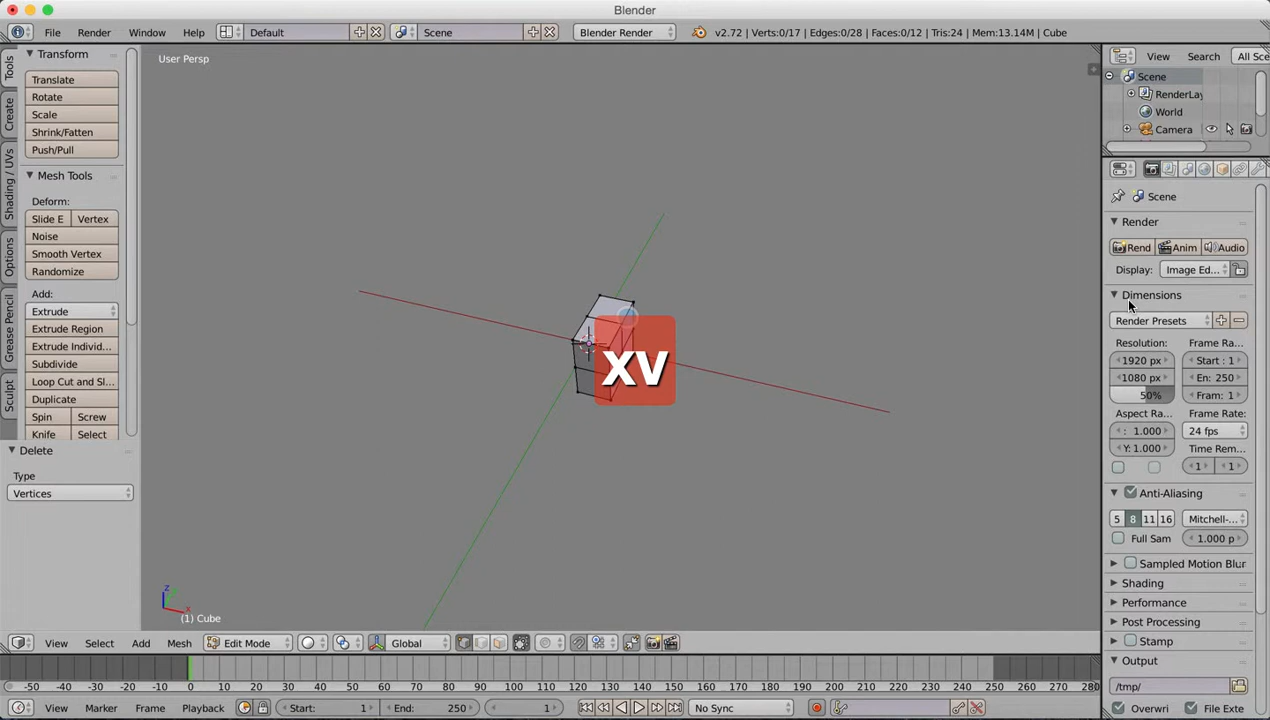 Blender
File Render Window Help Default Scene Blender Render v2.72 | Verts:0/17 | Edges:0/28 | Faces:0/12 | Tris:24 | Mem:13.14M | Cube
Tools
Create
Shading / UVs
Options
Grease Pencil
Sculpt
Transform
Translate
Rotate
Scale
Shrink/Fatten
Push/Pull
Mesh Tools
Deform:
Slide E Vertex
Noise
Smooth Vertex
Randomize
Add:
Extrude
Extrude Region
Extrude Individ...
Subdivide
Loop Cut and Sl...
Duplicate
Spin Screw
Knife Select
Delete
Type
Vertices
User Persp
XV
z
x
(1) Cube
View Select Add Mesh Edit Mode Global
-50 -40 -30 -20 -10 0 10 20 30 40 50 60 70 80 90 100 110 120 130 140 150 160 170 180 190 200 210 220 230 240 250 260 270 280
View Marker Frame Playback Start: 1 End: 250 1 No Sync
View Search All Sce
Scene
RenderLay
World
Camera
Scene
Render
Rend Anim Audio
Display: Image Ed...
Dimensions
Render Presets
Resolution: Frame Ra...
1920 px Start : 1
1080 px En: 250
50% Fram: 1
Aspect Ra... Frame Rate:
: 1.000 24 fps
Y: 1.000 Time Rem...
1 1
Anti-Aliasing
5 8 11 16 Mitchell-...
Full Sam 1.000 p
Sampled Motion Blur
Shading
Performance
Post Processing
Stamp
Output
/tmp/
Overwri File Exte